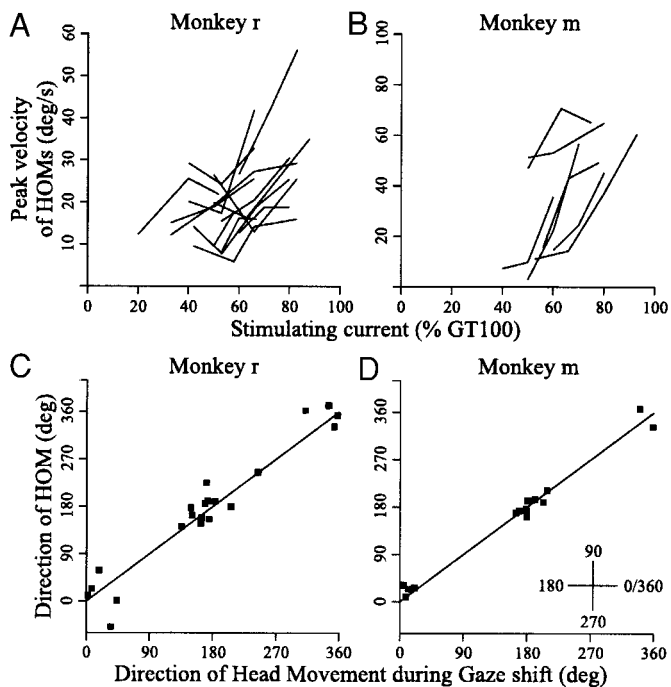 A Monkey r B Monkey m
Peak velocity
of HOMs (deg/s)
60
50
40
30
20
10
0 20 40 60 80 100
100
80
60
40
20
0 20 40 60 80 100
Stimulating current (% GT100)
C Monkey r D Monkey m
Direction of HOM (deg)
360
270
180
90
0
0 90 180 270 360
360
270
180
90
0
90
180 0/360
270
0 90 180 270 360
Direction of Head Movement during Gaze shift (deg)